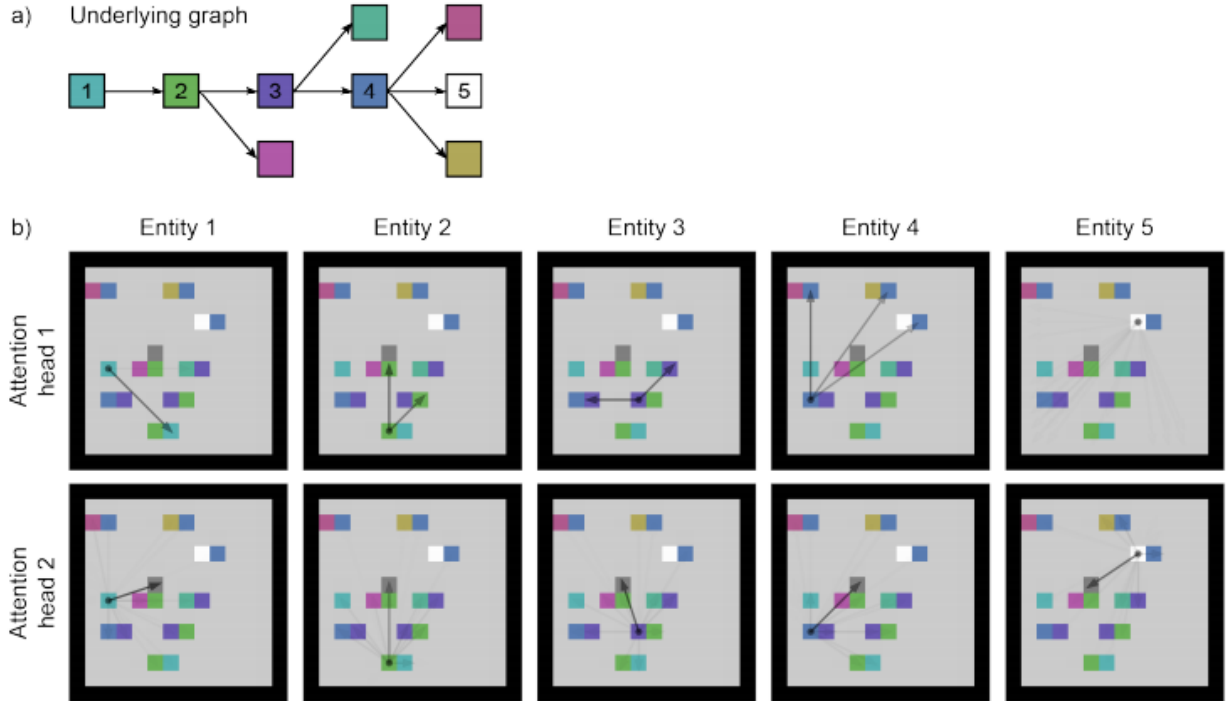 a) Underlying graph
1 2 3 4 5
b) Entity 1 Entity 2 Entity 3 Entity 4 Entity 5
Attention
head 1
Attention
head 2